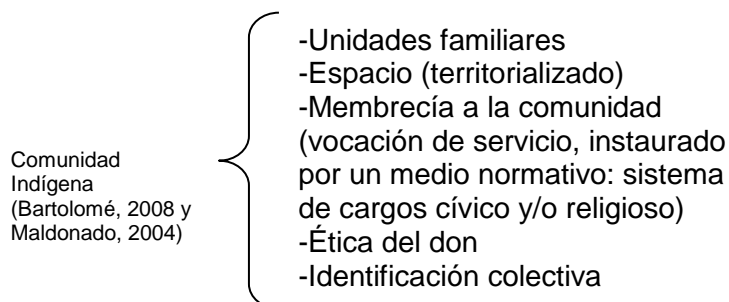 Comunidad
Indígena
(Bartolomé, 2008 y
Maldonado, 2004)
-Unidades familiares
-Espacio (territorializado)
-Membrecía a la comunidad
(vocación de servicio, instaurado
por un medio normativo: sistema
de cargos cívico y/o religioso)
-Ética del don
-Identificación colectiva